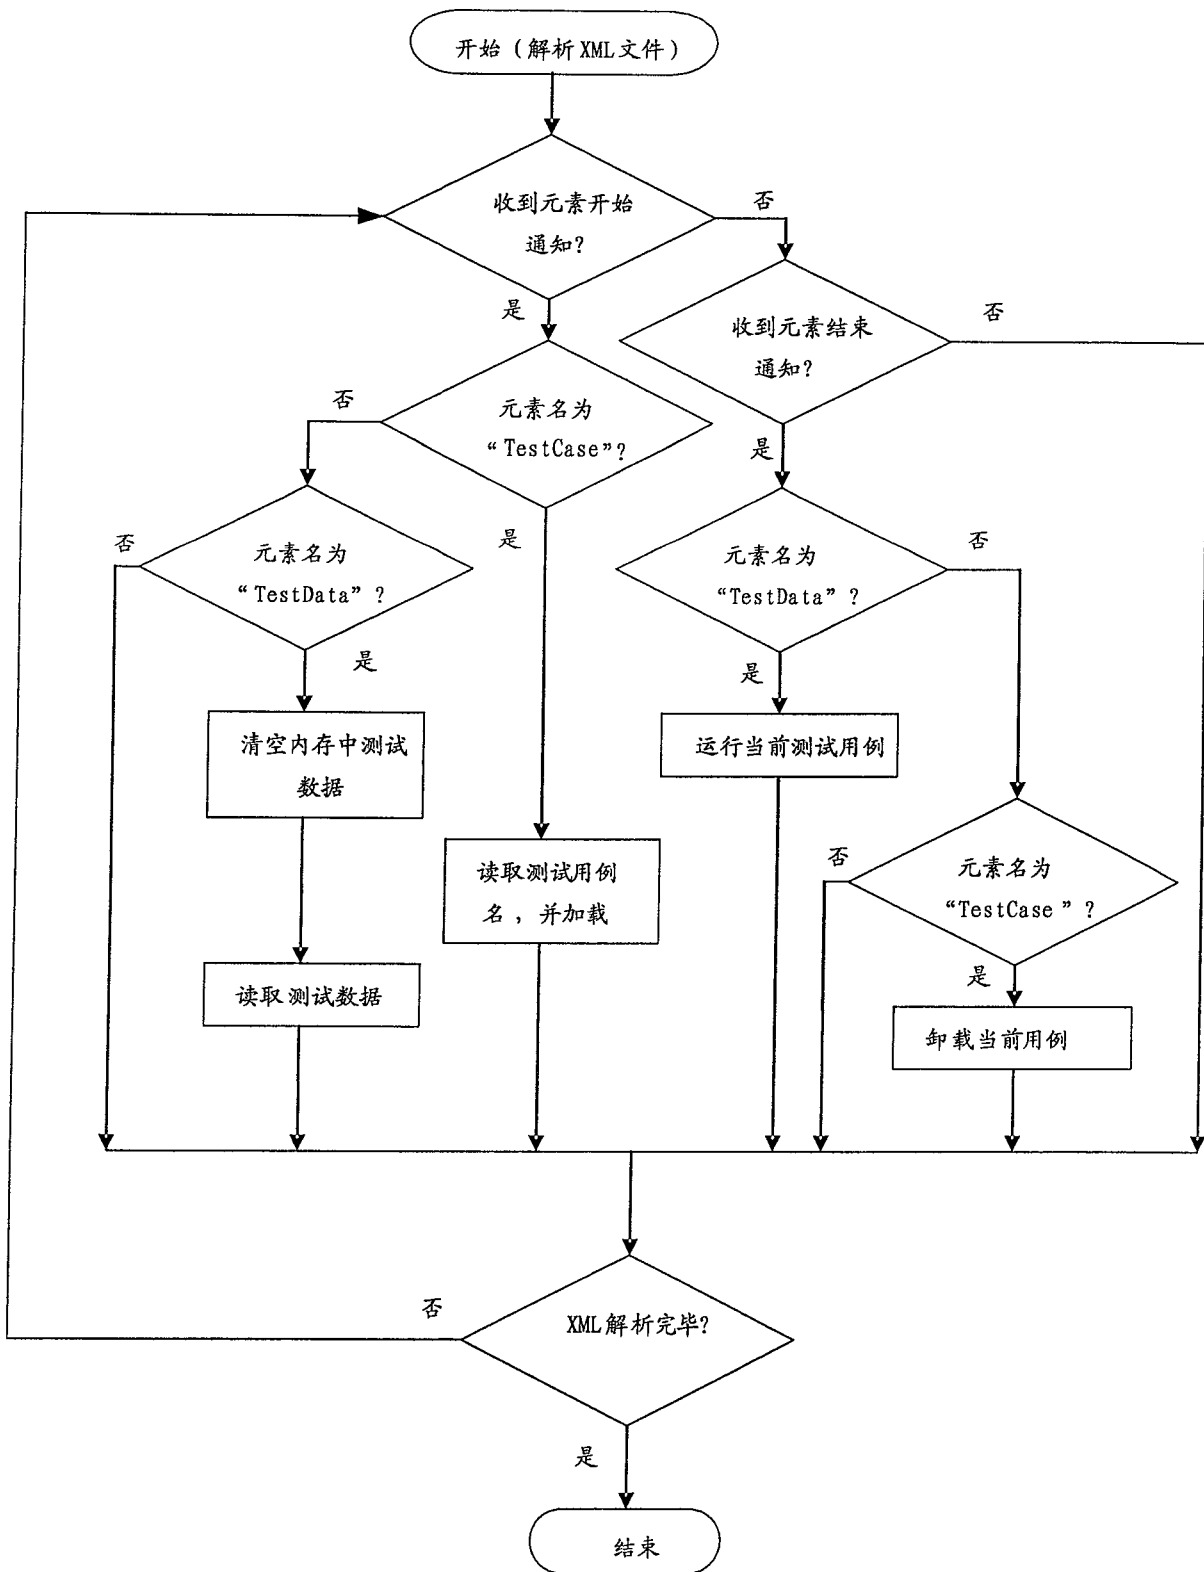 开始（解析XML文件）
收到元素开始
通知？
否
是
收到元素结束
通知？
否
是
元素名为
“TestCase”？
否
是
元素名为
“TestData”？
否
是
元素名为
“TestData”？
否
是
清空内存中测试
数据
运行当前测试用例
读取测试用例
名，并加载
元素名为
“TestCase”？
否
是
读取测试数据
卸载当前用例
XML解析完毕？
否
是
结束